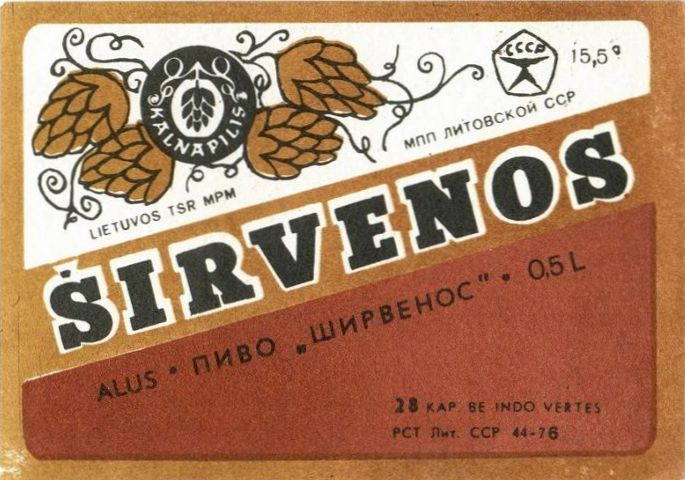 KALNAPILIS
СССР
15,5°
LIETUVOS TSR MPM
МПП ЛИТОВСКОЙ ССР
ŠIRVENOS
ALUS • ПИВО „ШИРВЕНОС" • 0,5 L
28 KAP. BE INDO VERTES
РСТ Лит. ССР 44-76